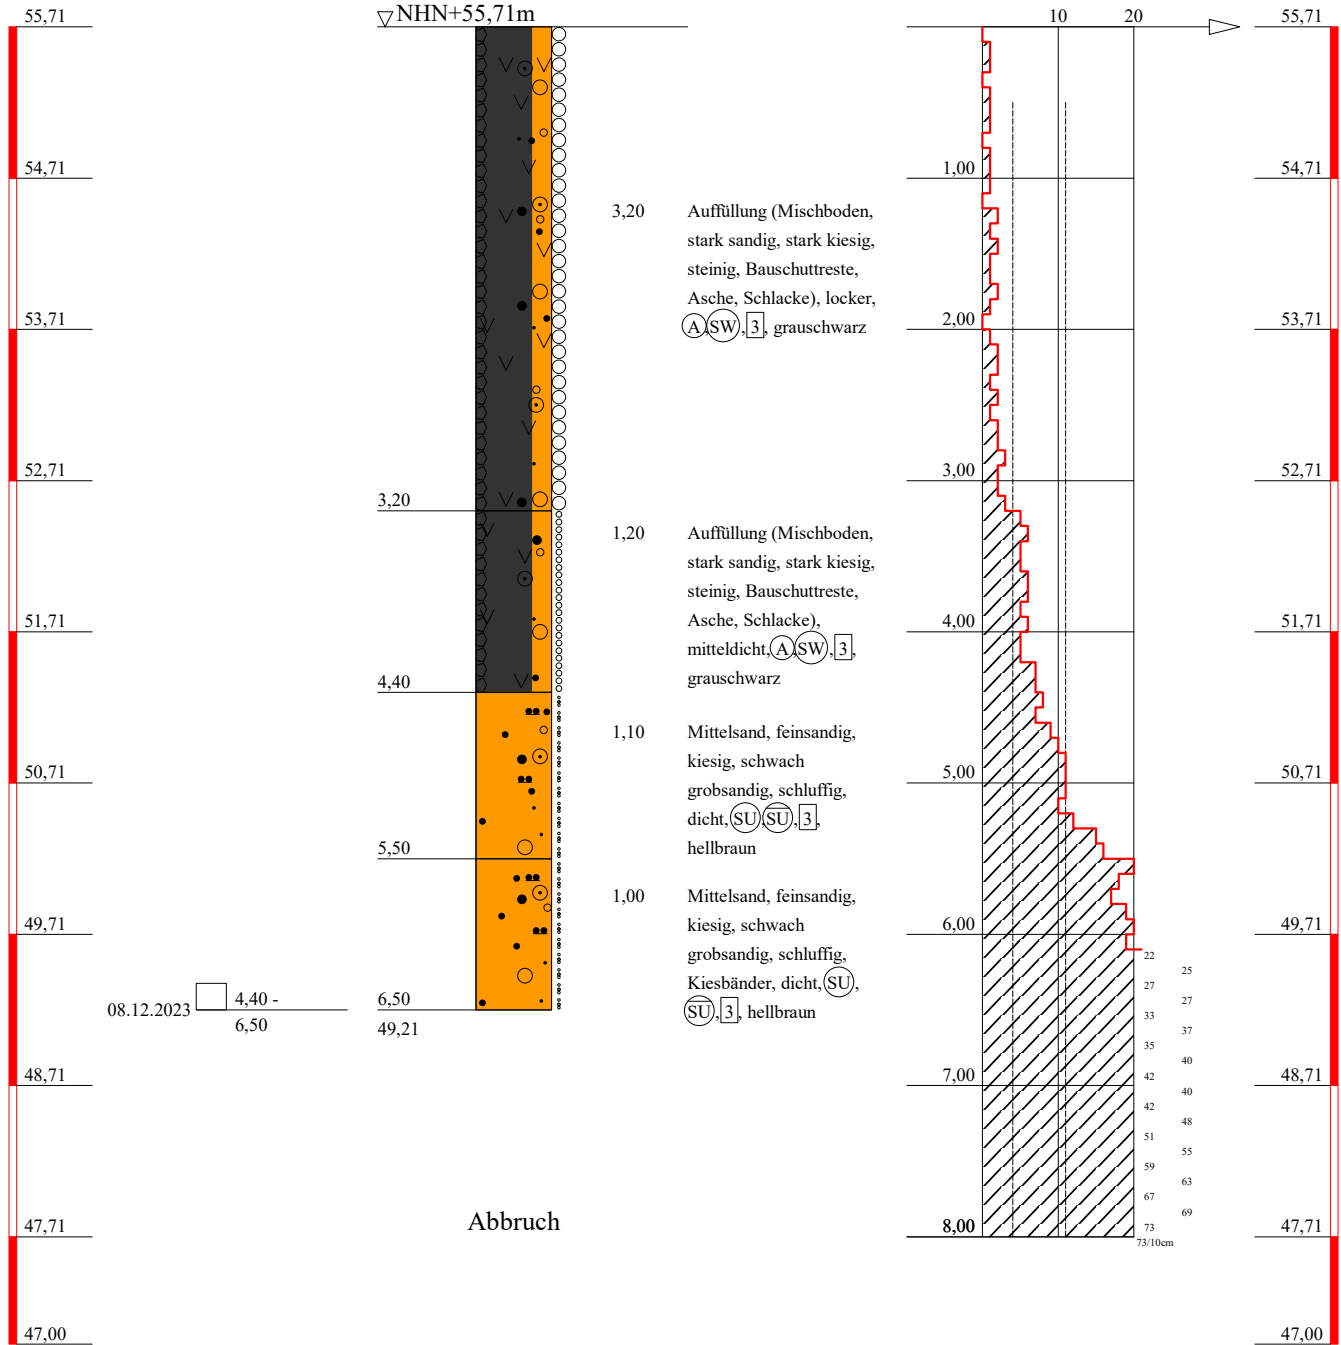 NHN+55,71m
55,71
54,71
53,71
52,71
51,71
50,71
49,71
48,71
47,71
47,00
08.12.2023
4,40 -
6,50
3,20
4,40
5,50
6,50
49,21
3,20
Auffüllung (Mischboden,
stark sandig, stark kiesig,
steinig, Bauschuttreste,
Asche, Schlacke), locker,
A, SW, 3, grauschwarz
1,20
Auffüllung (Mischboden,
stark sandig, stark kiesig,
steinig, Bauschuttreste,
Asche, Schlacke),
mitteldicht, A, SW, 3,
grauschwarz
1,10
Mittelsand, feinsandig,
kiesig, schwach
grobsandig, schluffig,
dicht, SU, S̅U̅, 3,
hellbraun
1,00
Mittelsand, feinsandig,
kiesig, schwach
grobsandig, schluffig,
Kiesbänder, dicht, SU,
S̅U̅, 3, hellbraun
Abbruch
10 20
1,00
2,00
3,00
4,00
5,00
6,00
7,00
8,00
22
25
27
27
33
37
35
40
42
40
42
48
51
55
59
63
67
69
73
73/10cm
55,71
54,71
53,71
52,71
51,71
50,71
49,71
48,71
47,71
47,00